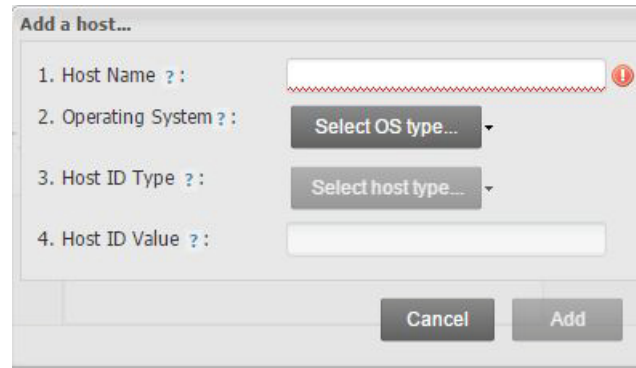 Add a host...
1. Host Name ? :
2. Operating System ? :
Select OS type...
3. Host ID Type ? :
Select host type...
4. Host ID Value ? :
Cancel
Add